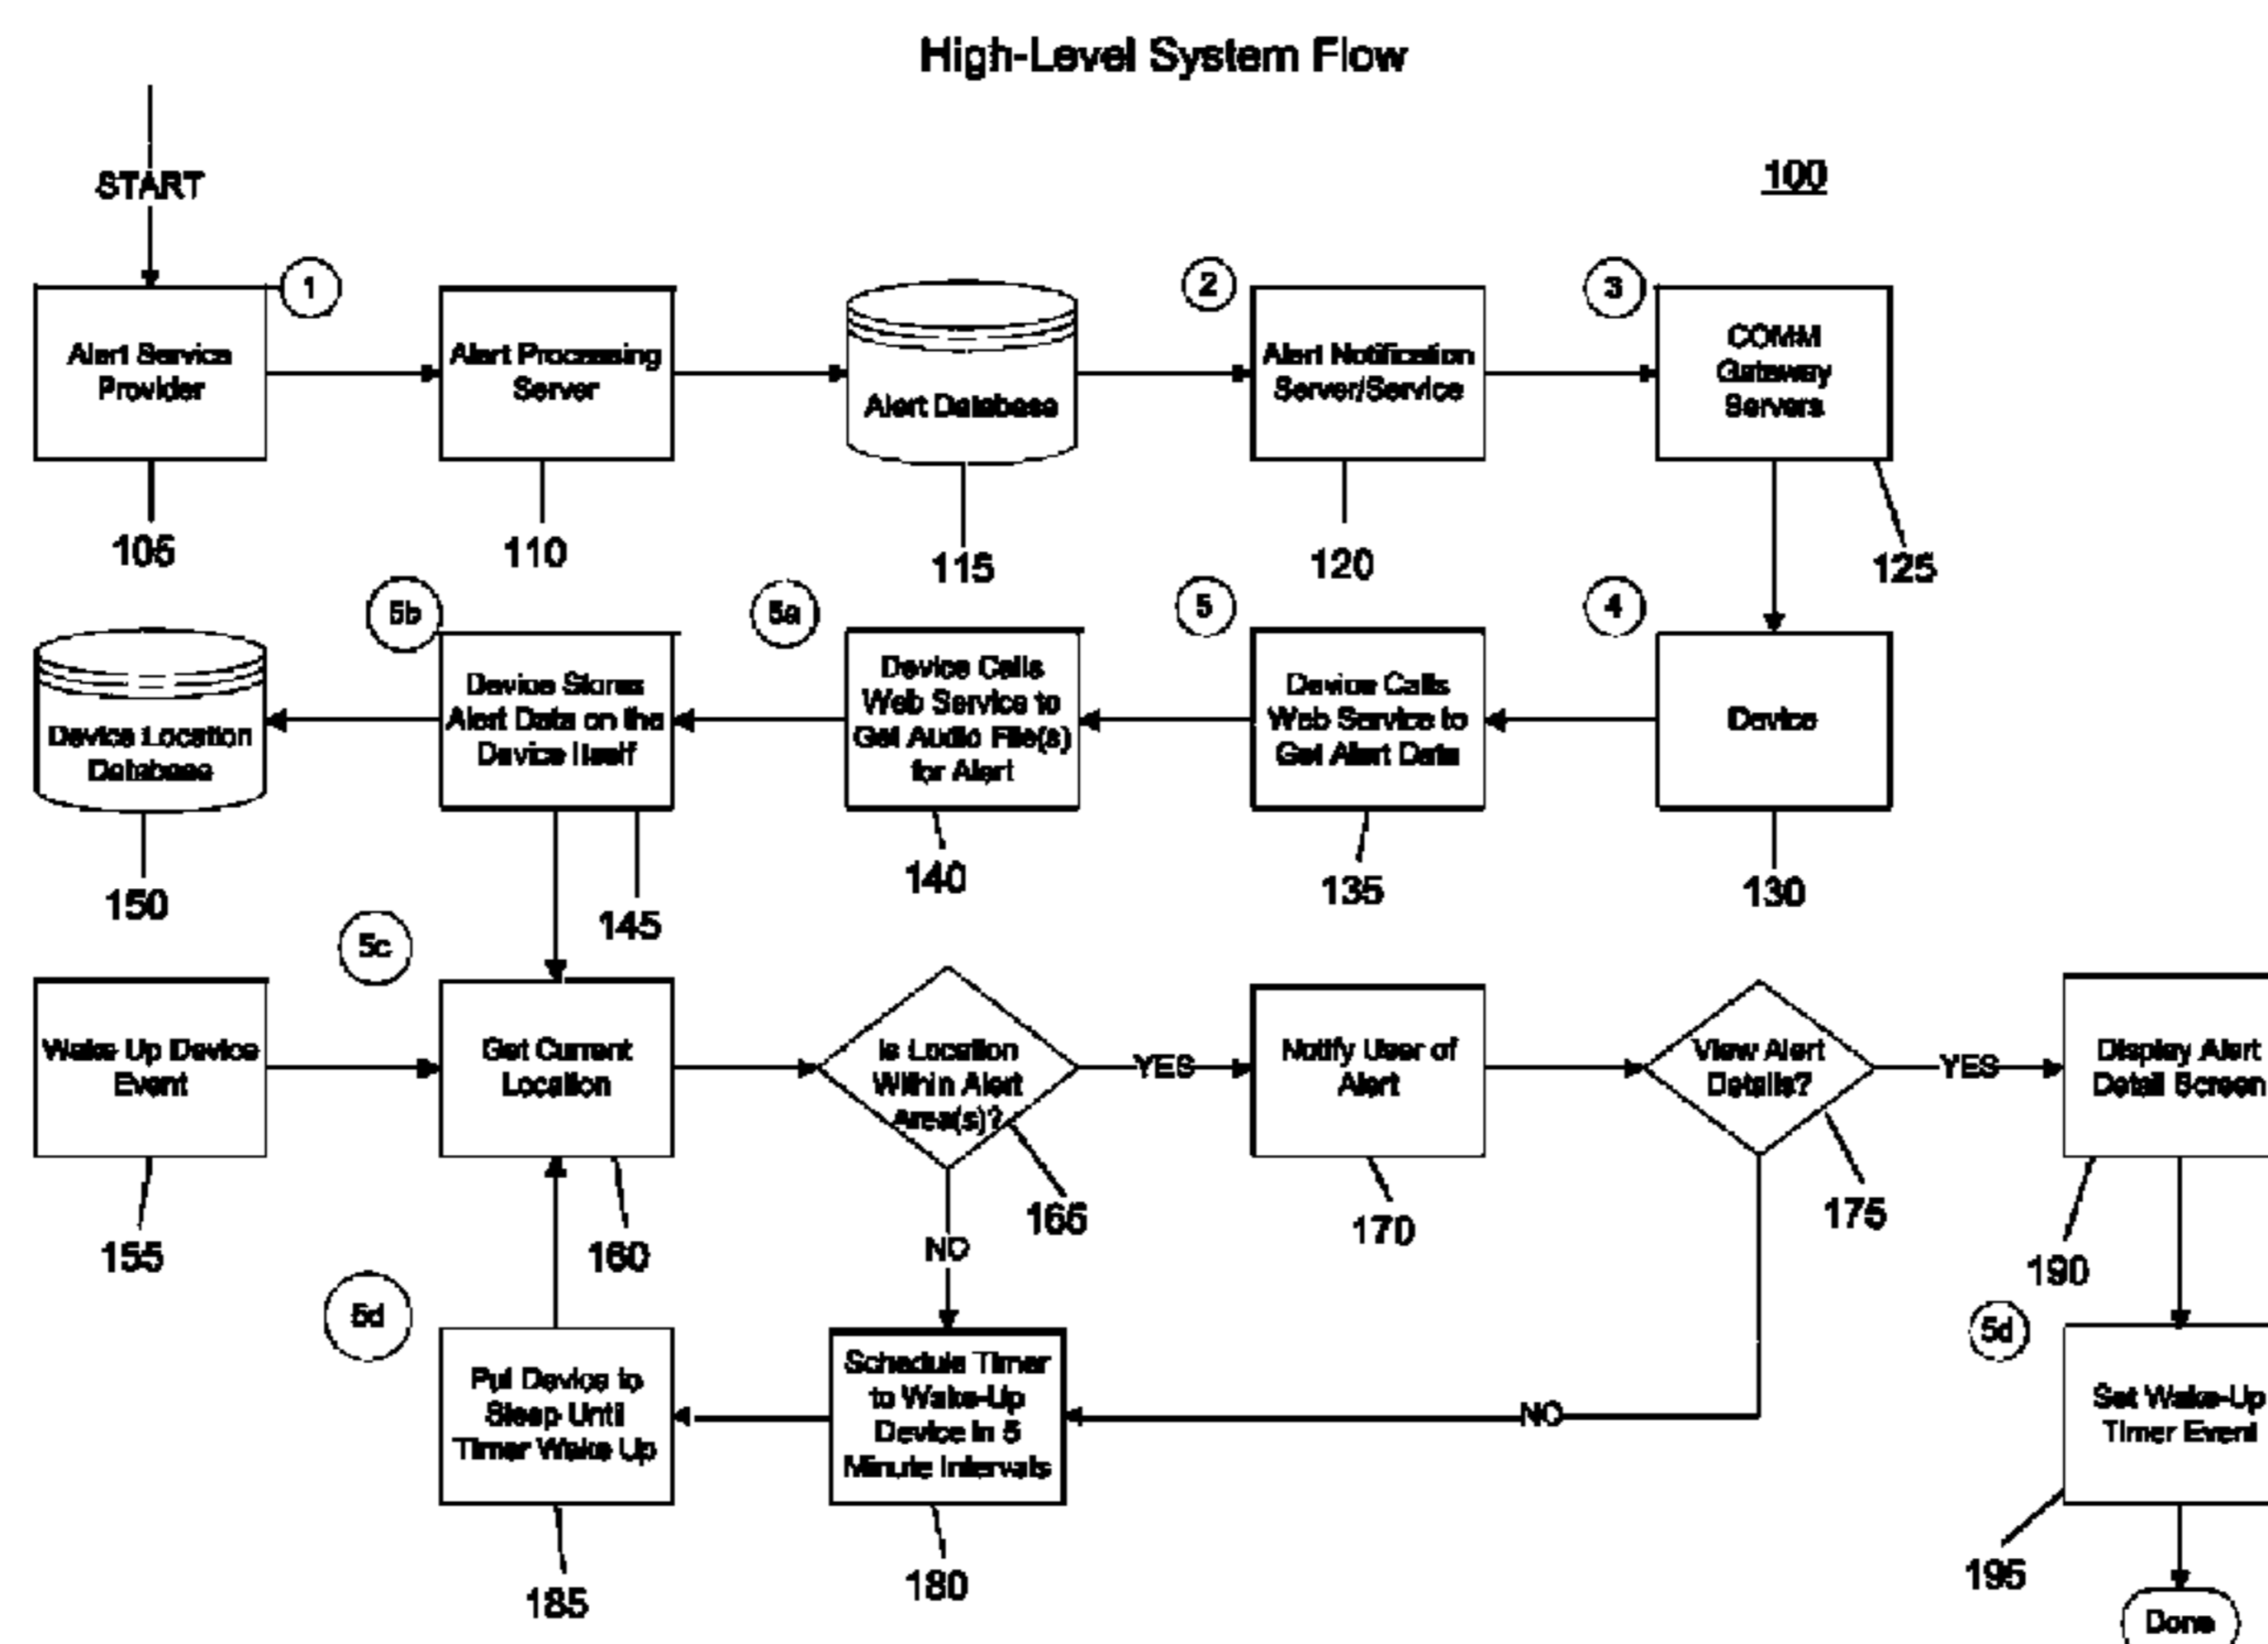 High-Level System Flow
START
100
1
2
3
Alert Service
Provider
Alert Processing
Server
Alert Database
Alert Notification
Server/Service
COMM
Gateway
Servers
105
110
115
120
125
5b
5a
5
4
Device Location
Database
Device Stores
Alert Data on the
Device Itself
Device Calls
Web Service to
Get Audio File(s)
for Alert
Device Calls
Web Service to
Get Alert Data
Device
150
145
140
135
130
5c
Wake Up Device
Event
Get Current
Location
Is Location
Within Alert
Area(s)?
YES
Notify User of
Alert
View Alert
Details?
YES
Display Alert
Detail Screen
155
160
165
170
175
190
NO
5d
5d
Put Device to
Sleep Until
Timer Wake Up
Schedule Timer
to Wake-Up
Device in 5
Minute Intervals
NO
Set Wake-Up
Timer Event
185
180
195
Done